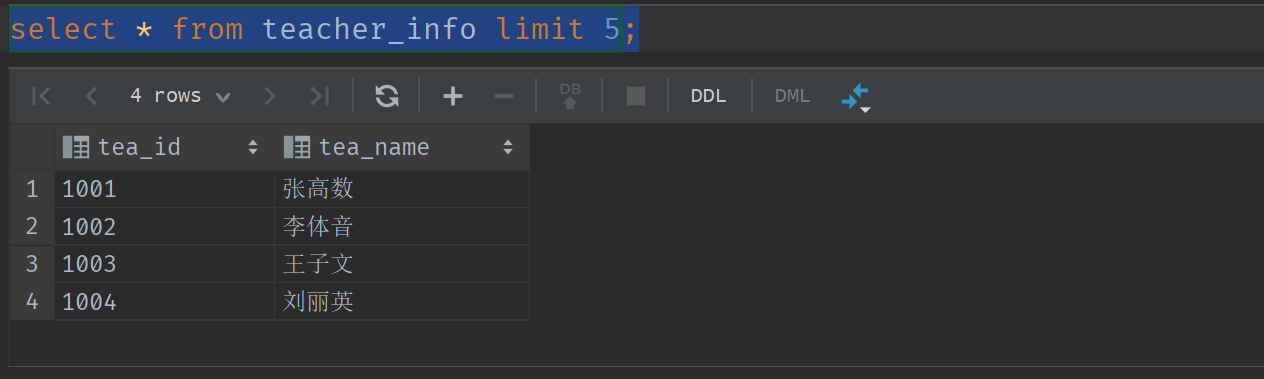 select * from teacher_info limit 5;
4 rows DB DDL DML
tea_id tea_name
1 1001 张高数
2 1002 李体音
3 1003 王子文
4 1004 刘丽英